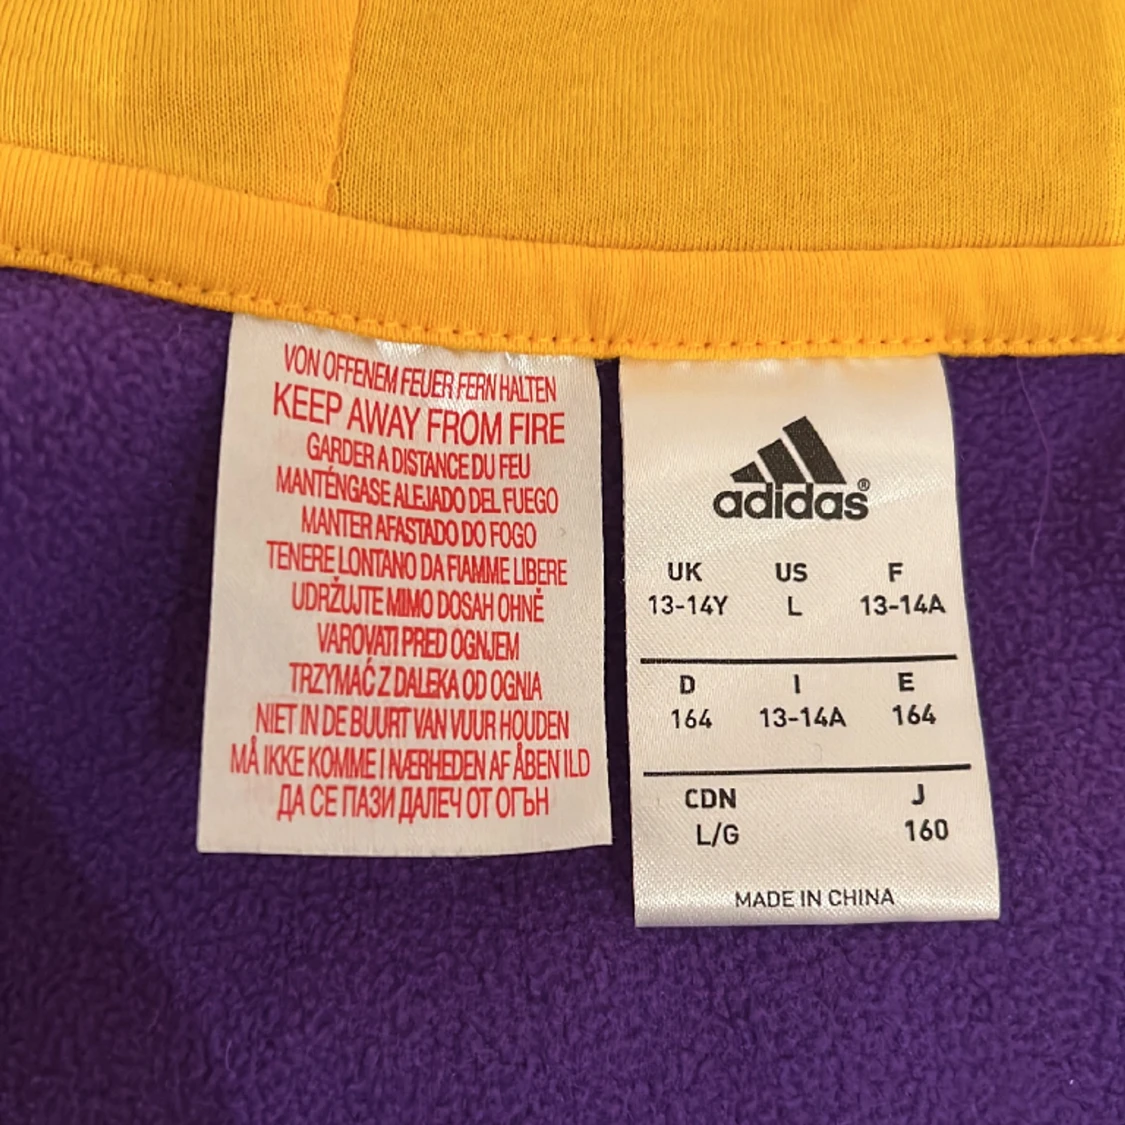 VON OFFENEM FEUER FERN HALTEN
KEEP AWAY FROM FIRE
GARDER A DISTANCE DU FEU
MANTÉNGASE ALEJADO DEL FUEGO
MANTER AFASTADO DO FOGO
TENERE LONTANO DA FIAMME LIBERE
UDRŽUJTE MIMO DOSAH OHNĚ
VAROVATI PRED OGNJEM
TRZYMAĆ Z DALEKA OD OGNIA
NIET IN DE BUURT VAN VUUR HOUDEN
MÅ IKKE KOMME I NÆRHEDEN AF ÅBEN ILD
ДА СЕ ПАЗИ ДАЛЕЧ ОТ ОГЪН
adidas®
UK US F
13-14Y L 13-14A
D I E
164 13-14A 164
CDN J
L/G 160
MADE IN CHINA